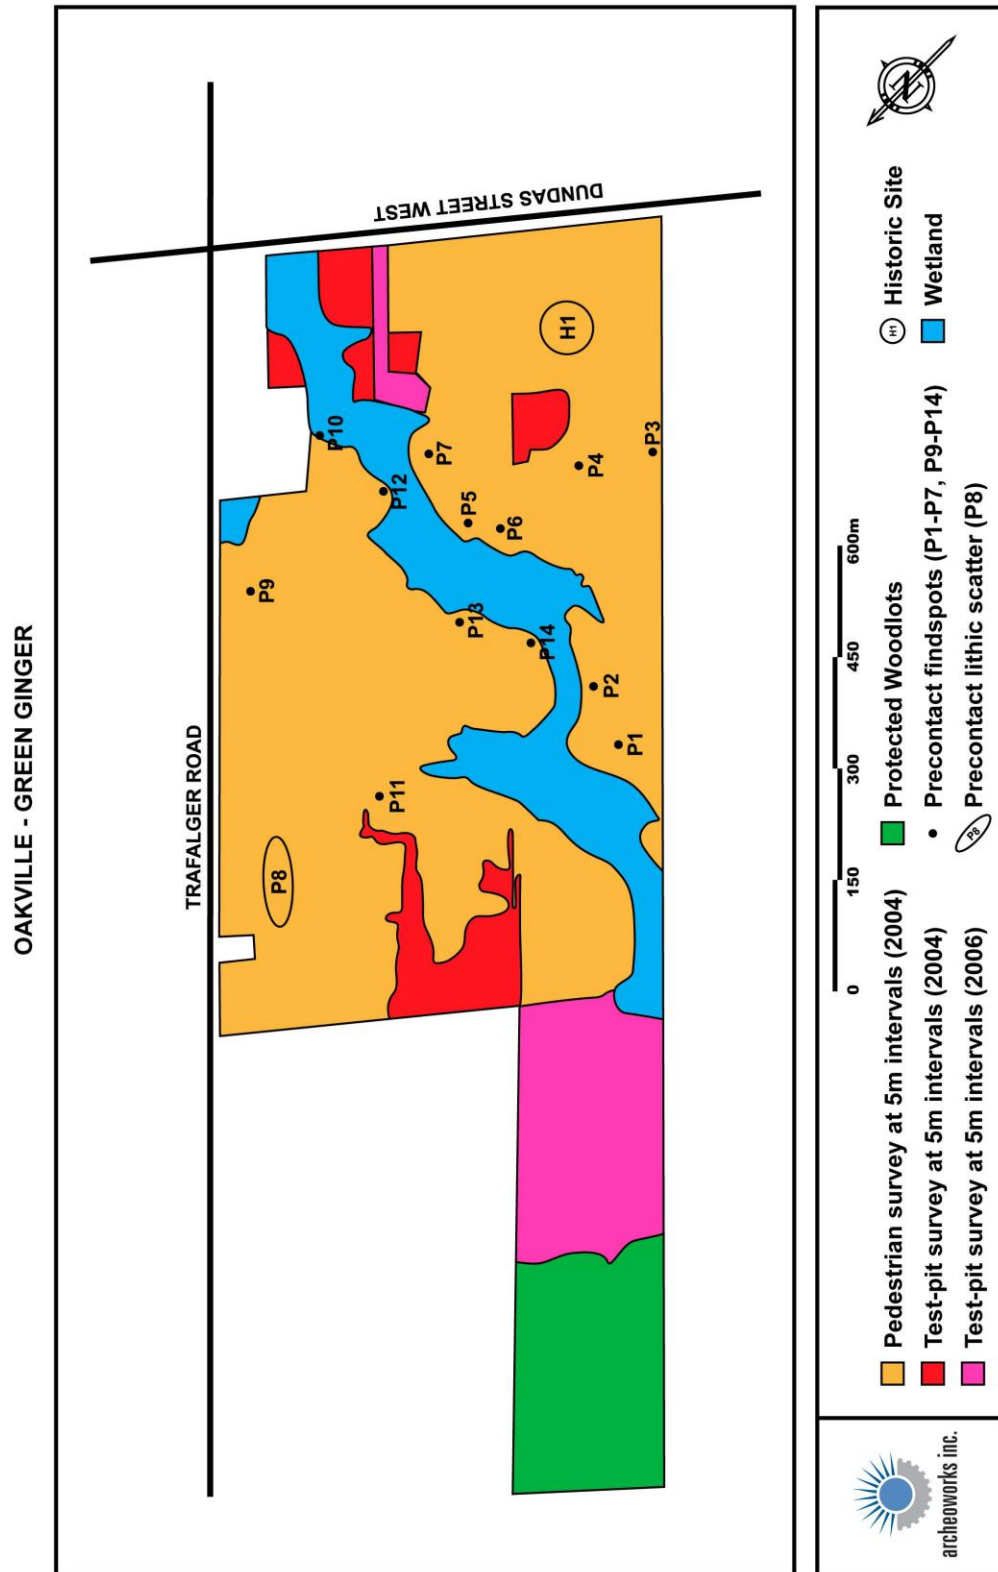 OAKVILLE - GREEN GINGER
TRAFALGER ROAD
DUNDAS STREET WEST
P8
P11
P9
P10
P12
P13
P14
P7
P5
P6
P4
P3
P2
P1
H1
0
150
300
450
600m
Pedestrian survey at 5m intervals (2004)
Test-pit survey at 5m intervals (2004)
Test-pit survey at 5m intervals (2006)
Protected Woodlots
Precontact findspots (P1-P7, P9-P14)
P8 Precontact lithic scatter (P8)
H1 Historic Site
Wetland
N
archeoworks inc.